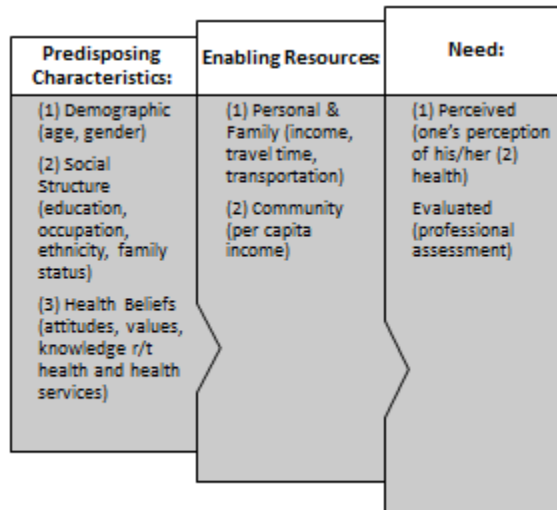 Predisposing
Characteristics:
(1) Demographic
(age, gender)
(2) Social
Structure
(education,
occupation,
ethnicity, family
status)
(3) Health Beliefs
(attitudes, values,
knowledge r/t
health and health
services)
Enabling Resources:
(1) Personal &
Family (income,
travel time,
transportation)
(2) Community
(per capita
income)
Need:
(1) Perceived
(one's perception
of his/her (2)
health)
Evaluated
(professional
assessment)